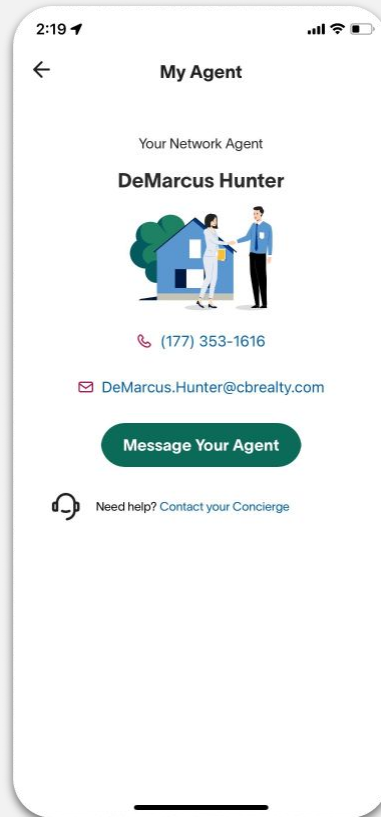 2:19
My Agent
Your Network Agent
DeMarcus Hunter
(177) 353-1616
DeMarcus.Hunter@cbrealty.com
Message Your Agent
Need help? Contact your Concierge